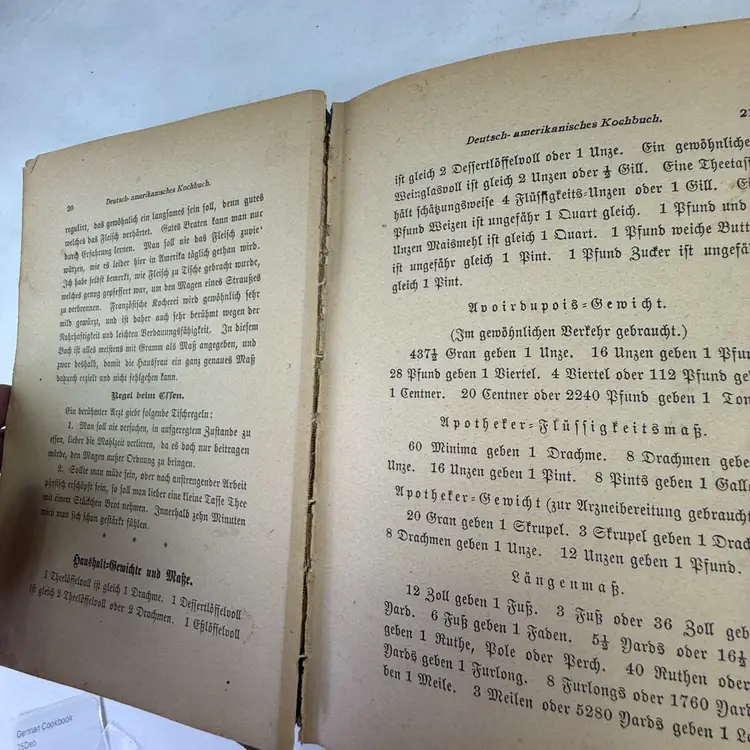 20 Deutsch-amerikanisches Kochbuch.
regulirt, das gewöhnlich ein langsames sein soll, denn gutes
welches das Fleisch verhärtet. Gutes Braten kann man nur
durch Erfahrung lernen. Man soll nie das Fleisch zuvie
würzen, wie es leider hier in Amerika täglich gethan wird.
Ich habe selbst bemerkt, wie Fleisch zu Tische gebracht wurde,
welches genug gepfeffert war, um den Magen eines Straußes
zu verbrennen. Französische Kocherei wird gewöhnlich sehr
mild gewürzt, und ist daher auch sehr berühmt wegen der
Nahrhaftigkeit und leichten Verdauungsfähigkeit. In diesem
Buch ist alles meistens mit Gramm als Maß angegeben, und
zwar deshalb, damit die Hausfrau ein ganz genaues Maß
dadurch erzielt und nicht fehlgehen kann.
Regel beim Essen.
Ein berühmter Arzt giebt folgende Tischregeln:
1. Man soll nie versuchen, in aufgeregtem Zustande zu
essen, lieber die Mahlzeit verlieren, da es doch nur beitragen
würde, den Magen außer Ordnung zu bringen.
2. Sollte man müde sein, oder nach anstrengender Arbeit
physisch erschöpft sein, so soll man lieber eine kleine Tasse Thee
mit einem Stückchen Brot nehmen. Innerhalb zehn Minuten
wird man sich schon gestärkt fühlen.
* * *
Haushalt-Gewichte und Maße.
1 Theelöffelvoll ist gleich 1 Drachme. 1 Dessertlöffelvoll
ist gleich 2 Theelöffelvoll oder 2 Drachmen. 1 Eßlöffelvoll
Deutsch-amerikanisches Kochbuch. 21
ist gleich 2 Dessertlöffelvoll oder 1 Unze. Ein gewöhnliche
Weinglasvoll ist gleich 2 Unzen oder ½ Gill. Eine Theetas
hält schätzungsweise 4 Flüssigkeits-Unzen oder 1 Gill. Ei
Pfund Weizen ist ungefähr 1 Quart gleich. 1 Pfund und
Unzen Maismehl ist gleich 1 Quart. 1 Pfund weiche Butt
ist ungefähr gleich 1 Pint. 1 Pfund Zucker ist ungefä
gleich 1 Pint.
Avoirdupois-Gewicht.
(Im gewöhnlichen Verkehr gebraucht.)
437½ Gran geben 1 Unze. 16 Unzen geben 1 Pfu
28 Pfund geben 1 Viertel. 4 Viertel oder 112 Pfund ge
1 Centner. 20 Centner oder 2240 Pfund geben 1 Ton
Apotheker-Flüssigkeitsmaß.
60 Minima geben 1 Drachme. 8 Drachmen gebe
Unze. 16 Unzen geben 1 Pint. 8 Pints geben 1 Gallo
Apotheker-Gewicht (zur Arzneibereitung gebraucht
20 Gran geben 1 Skrupel. 3 Skrupel geben 1 Drach
8 Drachmen geben 1 Unze. 12 Unzen geben 1 Pfund.
Längenmaß.
12 Zoll geben 1 Fuß. 3 Fuß oder 36 Zoll geb
Yard. 6 Fuß geben 1 Faden. 5½ Yards oder 16½
geben 1 Ruthe, Pole oder Perch. 40 Ruthen oder
Yards geben 1 Furlong. 8 Furlongs oder 1760 Yard
ben 1 Meile. 3 Meilen oder 5280 Yards geben 1 Le
German Cookbook